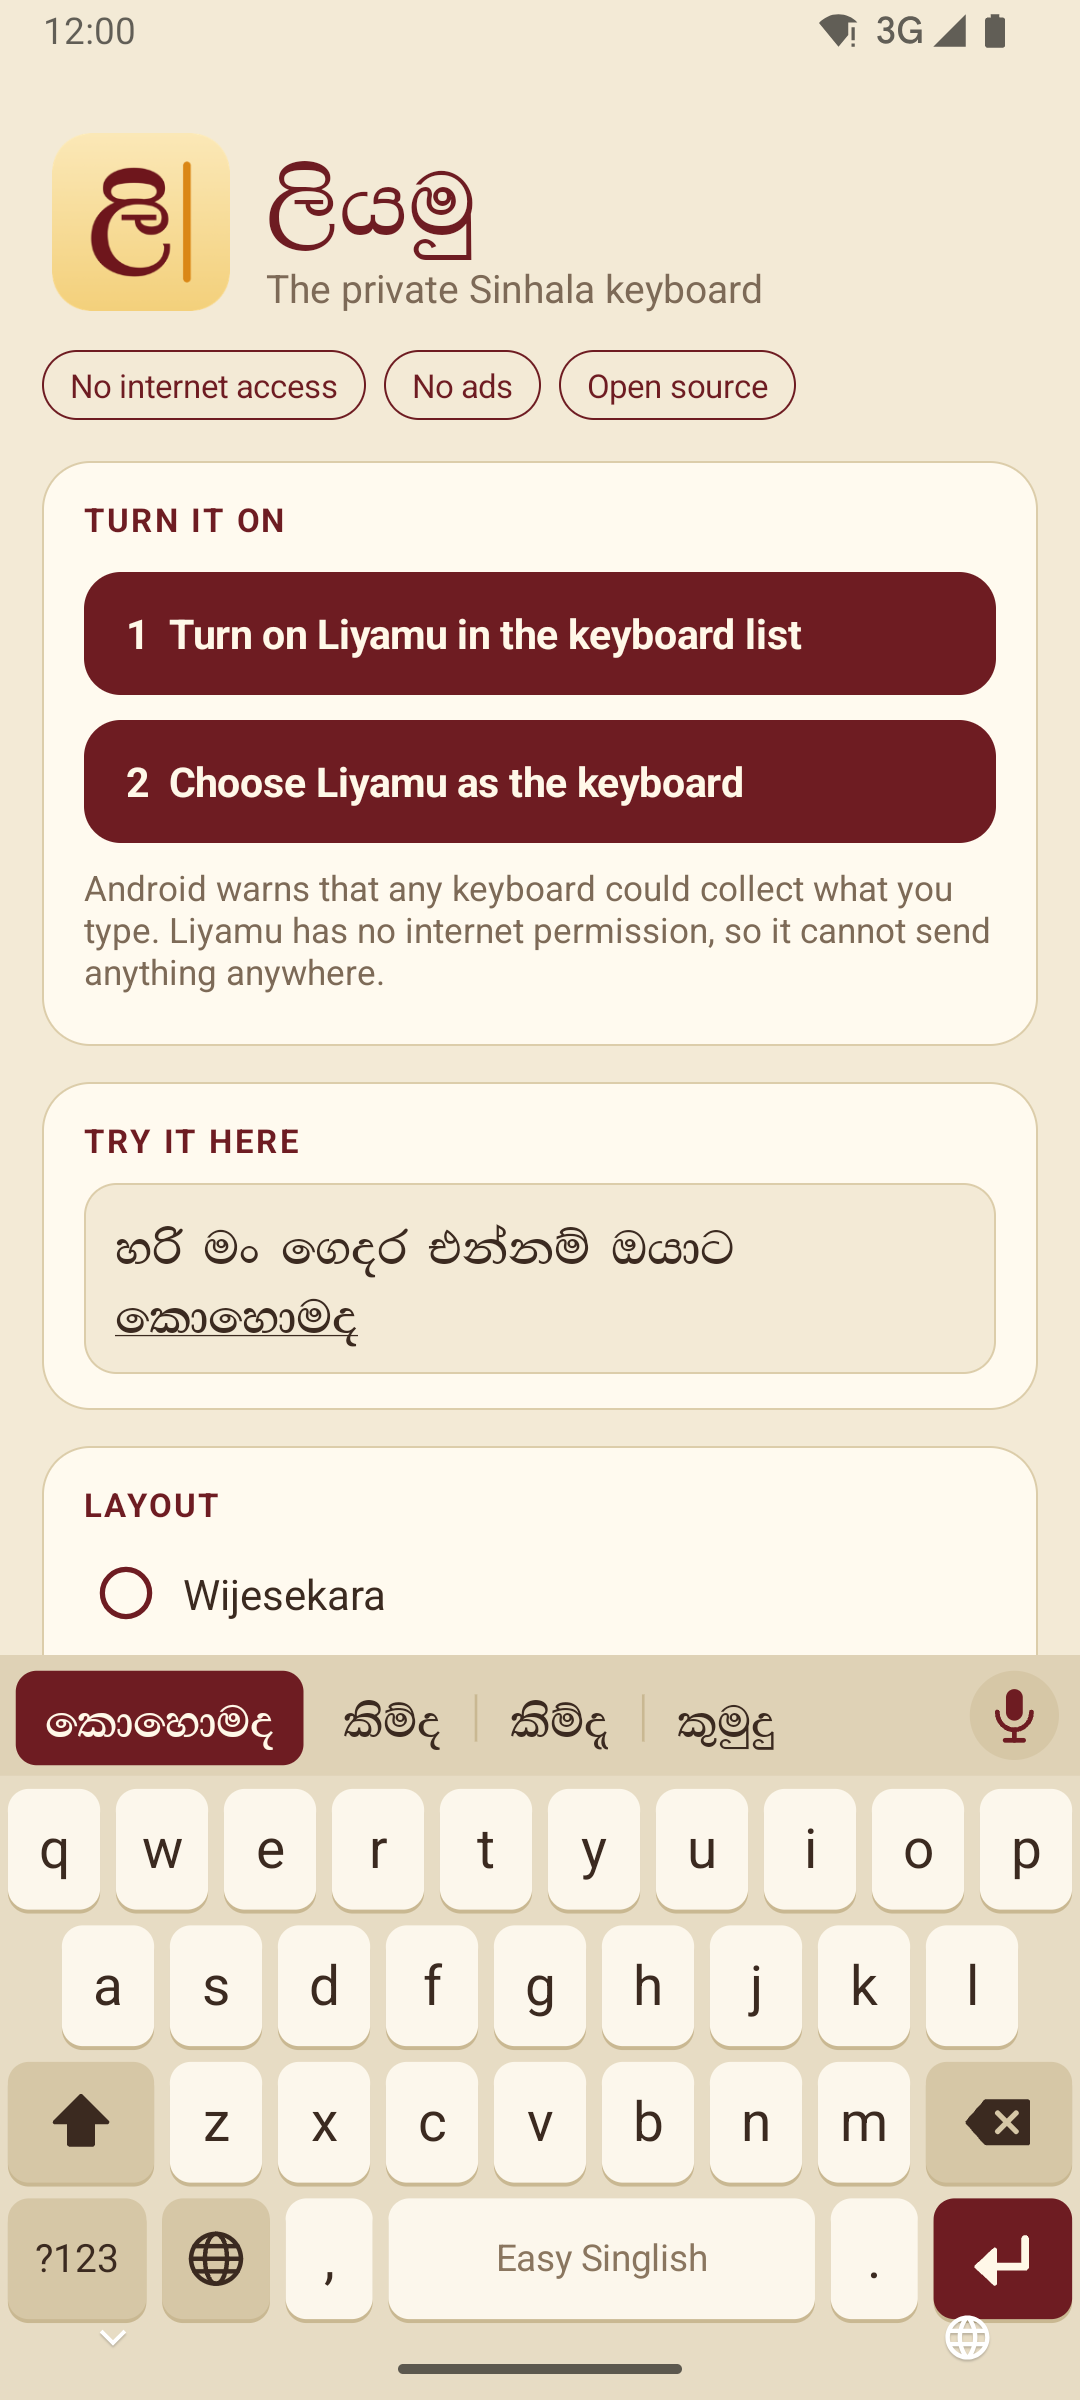 12:00
3G
ලි
ලියමු
The private Sinhala keyboard
No internet access No ads Open source
TURN IT ON
1 Turn on Liyamu in the keyboard list
2 Choose Liyamu as the keyboard
Android warns that any keyboard could collect what you
type. Liyamu has no internet permission, so it cannot send
anything anywhere.
TRY IT HERE
හරි මං ගෙදර එන්නම් ඔයාට
කොහොමද
LAYOUT
Wijesekara
කොහොමද කිම්ද කිම්දැ කුමුදු
q w e r t y u i o p
a s d f g h j k l
z x c v b n m
?123 , Easy Singlish .